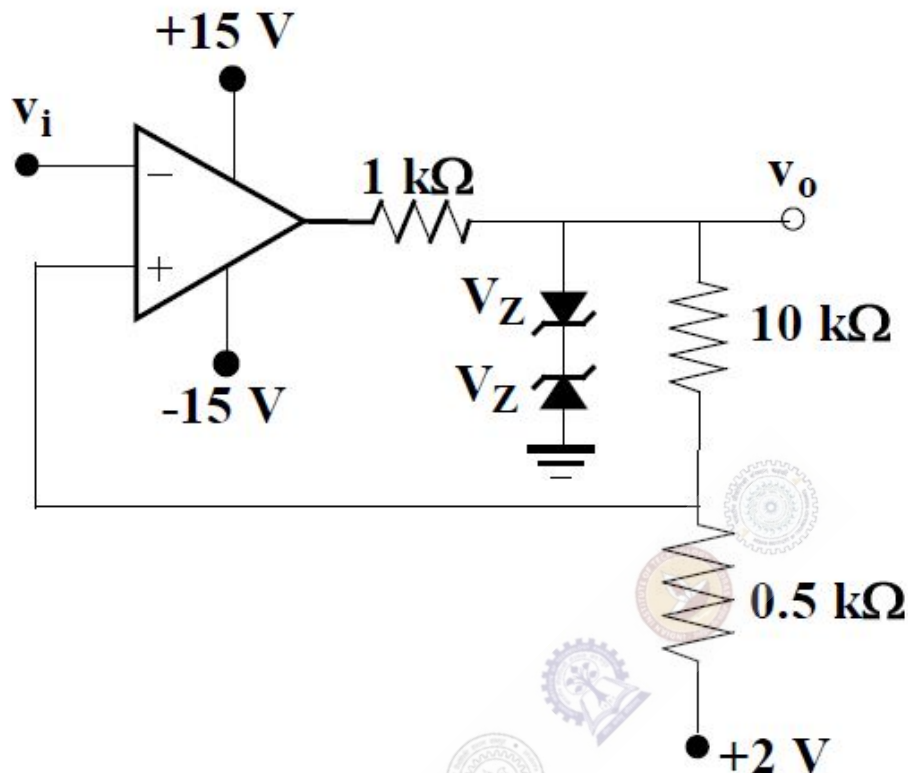 +15 V
v_i
−
+
-15 V
1 kΩ
v_o
V_Z
V_Z
10 kΩ
0.5 kΩ
+2 V